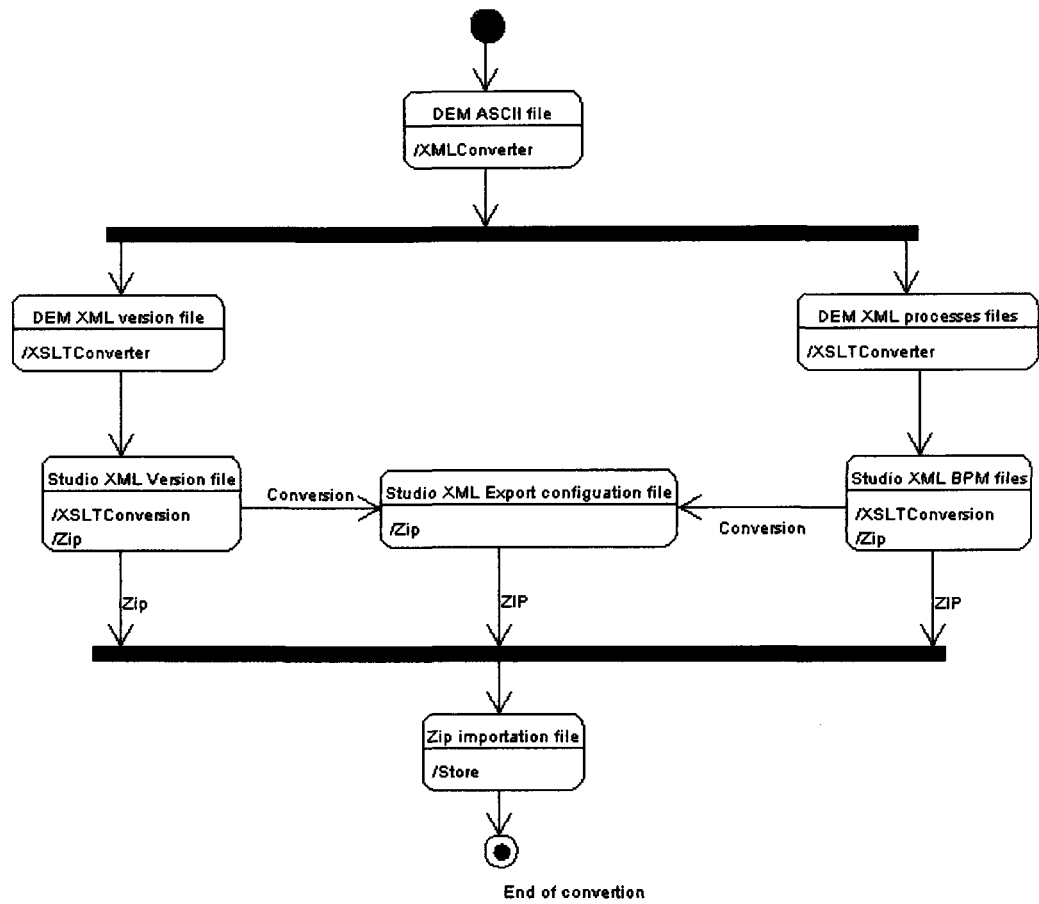 DEM ASCII file
/XMLConverter
DEM XML version file
/XSLTConverter
DEM XML processes files
/XSLTConverter
Studio XML Version file
/XSLTConversion
/Zip
Conversion
Studio XML Export configuation file
/Zip
Conversion
Studio XML BPM files
/XSLTConversion
/Zip
Zip
ZIP
ZIP
Zip importation file
/Store
End of convertion